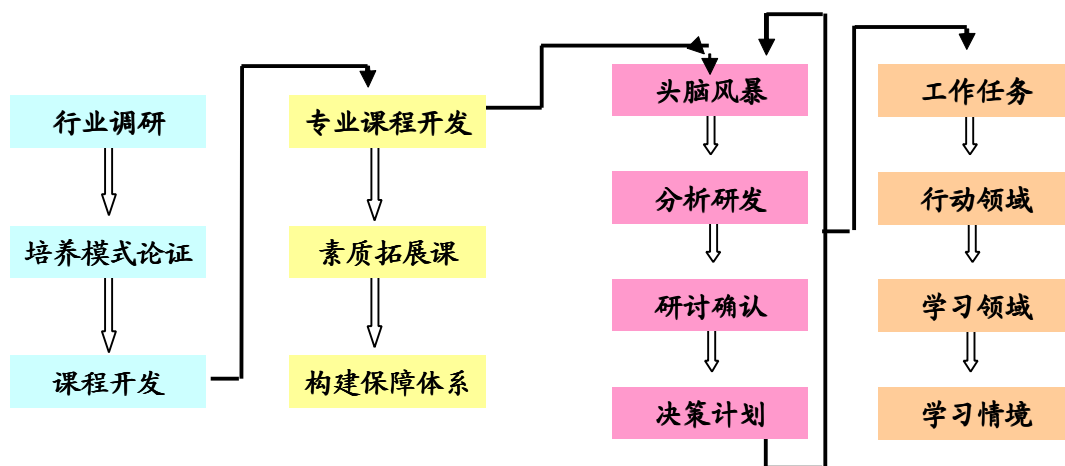 行业调研
培养模式论证
课程开发
专业课程开发
素质拓展课
构建保障体系
头脑风暴
分析研发
研讨确认
决策计划
工作任务
行动领域
学习领域
学习情境